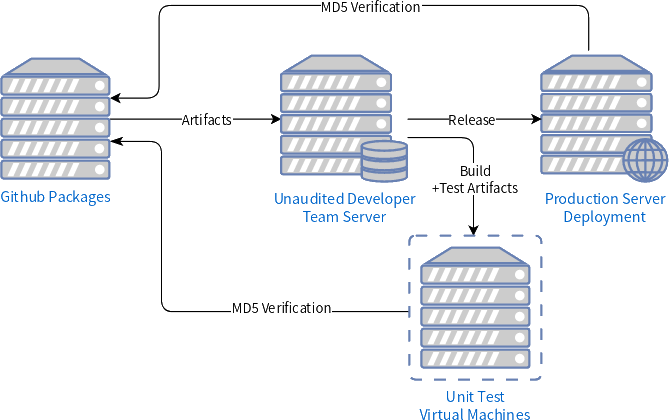 MD5 Verification
Artifacts
Release
Build
+Test Artifacts
Github Packages
Unaudited Developer
Team Server
Production Server
Deployment
MD5 Verification
Unit Test
Virtual Machines